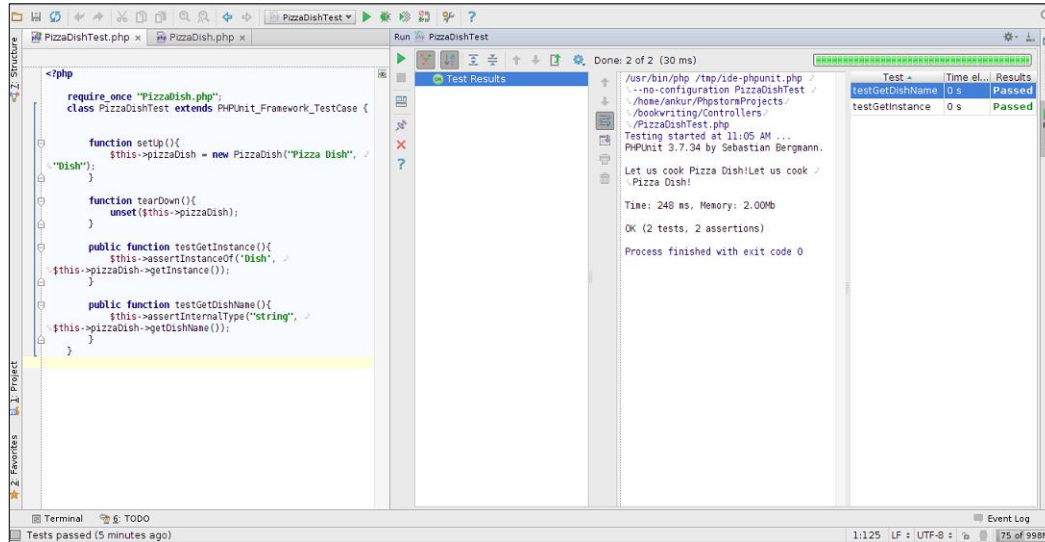 PizzaDishTest
?
PizzaDishTest.php
PizzaDish.php
Run PizzaDishTest
Z: Structure
1: Project
2: Favorites
<?php
require_once "PizzaDish.php";
class PizzaDishTest extends PHPUnit_Framework_TestCase {
function setUp(){
$this->pizzaDish = new PizzaDish("Pizza Dish",
"Dish");
}
function tearDown(){
unset($this->pizzaDish);
}
public function testGetInstance(){
$this->assertInstanceOf('Dish',
$this->pizzaDish->getInstance());
}
public function testGetDishName(){
$this->assertInternalType("string",
$this->pizzaDish->getDishName());
}
}
?
Done: 2 of 2 (30 ms)
OK Test Results
/usr/bin/php /tmp/ide-phpunit.php
--no-configuration PizzaDishTest
/home/ankur/PhpstormProjects/
/bookwriting/Controllers/
/PizzaDishTest.php
Testing started at 11:05 AM ...
PHPUnit 3.7.34 by Sebastian Bergmann.
Let us cook Pizza Dish!Let us cook
Pizza Dish!
Time: 248 ms, Memory: 2.00Mb
OK (2 tests, 2 assertions)
Process finished with exit code 0
Test Time el... Results
testGetDishName 0 s Passed
testGetInstance 0 s Passed
Terminal 6: TODO Event Log
Tests passed (5 minutes ago) 1:125 LF UTF-8 75 of 998M